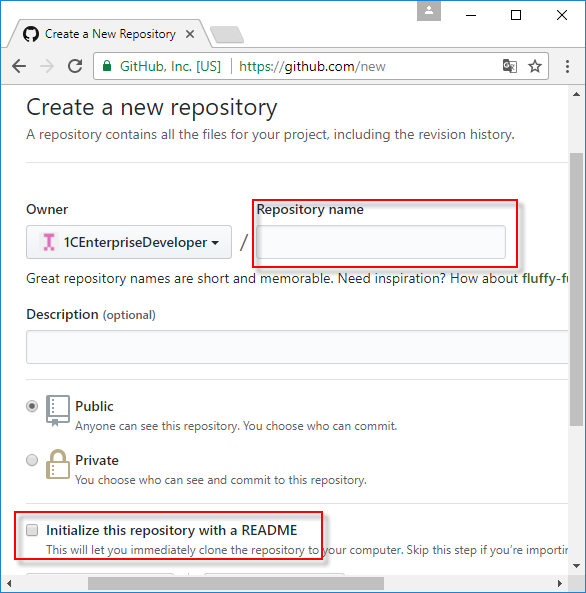 Create a New Repository
GitHub, Inc. [US] https://github.com/new
Create a new repository
A repository contains all the files for your project, including the revision history.
Owner
Repository name
1CEnterpriseDeveloper
/
Great repository names are short and memorable. Need inspiration? How about fluffy-fu
Description (optional)
Public
Anyone can see this repository. You choose who can commit.
Private
You choose who can see and commit to this repository.
Initialize this repository with a README
This will let you immediately clone the repository to your computer. Skip this step if you're importin